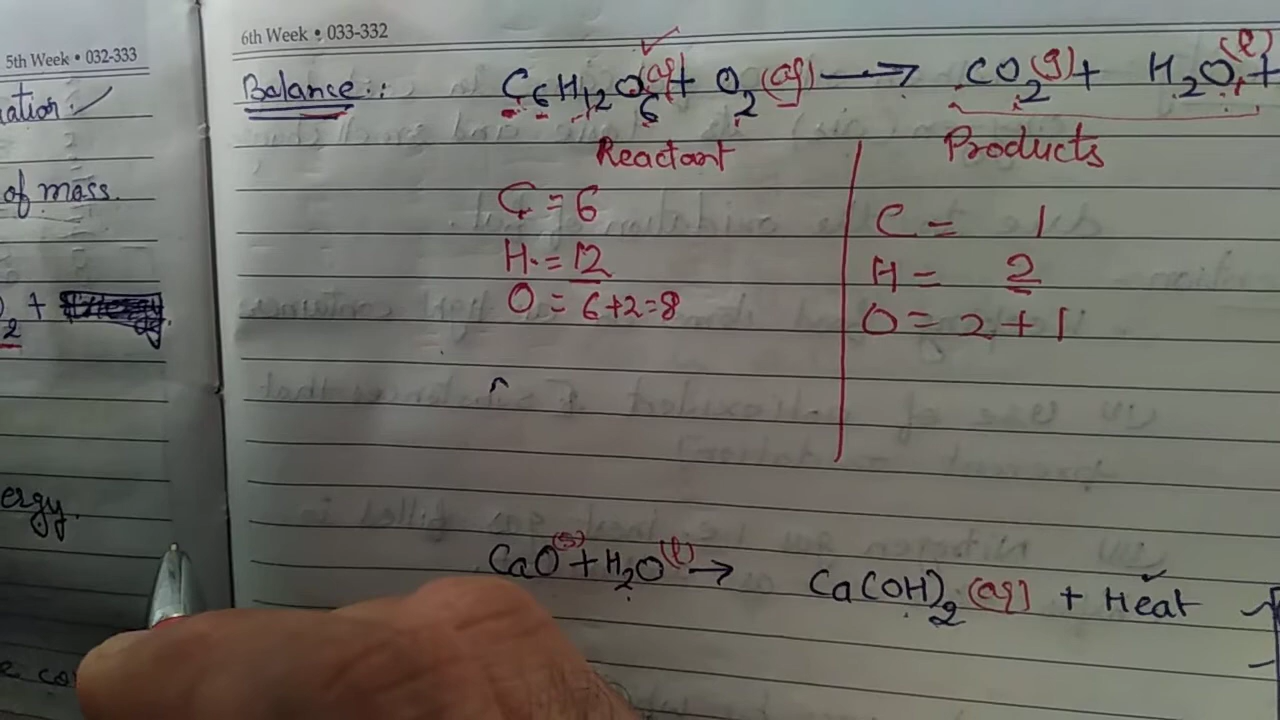 5th Week • 032-333
6th Week • 033-332
of mass.
2 +
ergy.
Balance :- C6H12O6(aq) + O2(aq) → CO2(g) + H2O(l) +
Reactant
Products
C = 6
C = 1
H = 12
H = 2
O = 6+2=8
O = 2+1
CaO(s) + H2O(l) → Ca(OH)2(aq) + Heat